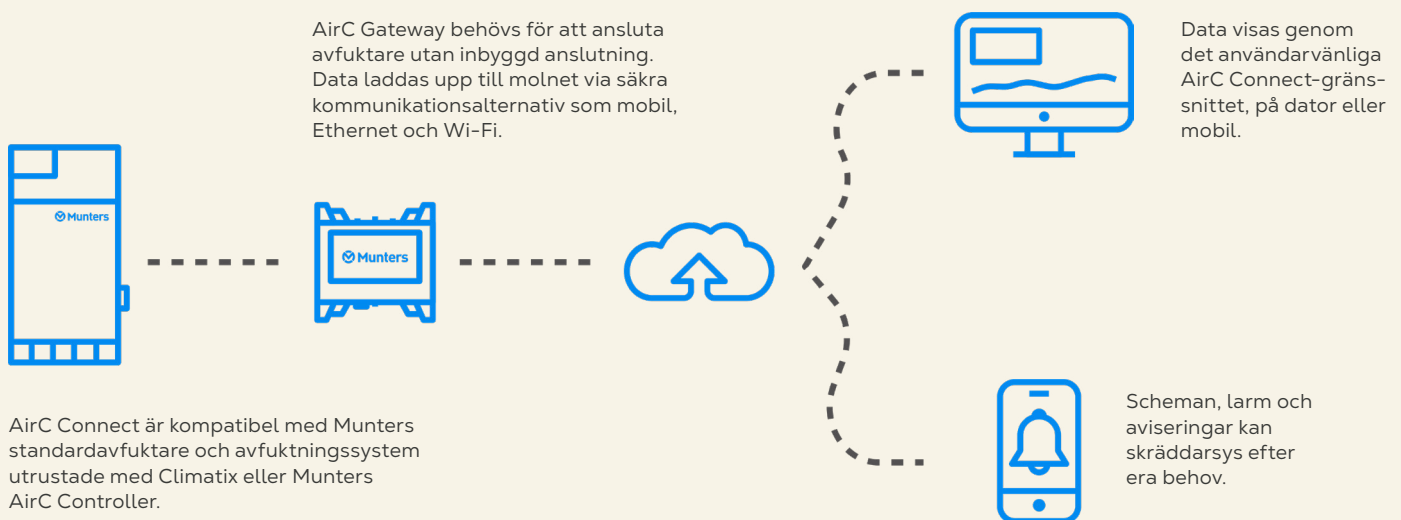 AirC Gateway behövs för att ansluta
avfuktare utan inbyggd anslutning.
Data laddas upp till molnet via säkra
kommunikationsalternativ som mobil,
Ethernet och Wi-Fi.
Data visas genom
det användarvänliga
AirC Connect-gräns-
snittet, på dator eller
mobil.
Munters
Munters
AirC Connect är kompatibel med Munters
standardavfuktare och avfuktningssystem
utrustade med Climatix eller Munters
AirC Controller.
Scheman, larm och
aviseringar kan
skräddarsys efter
era behov.